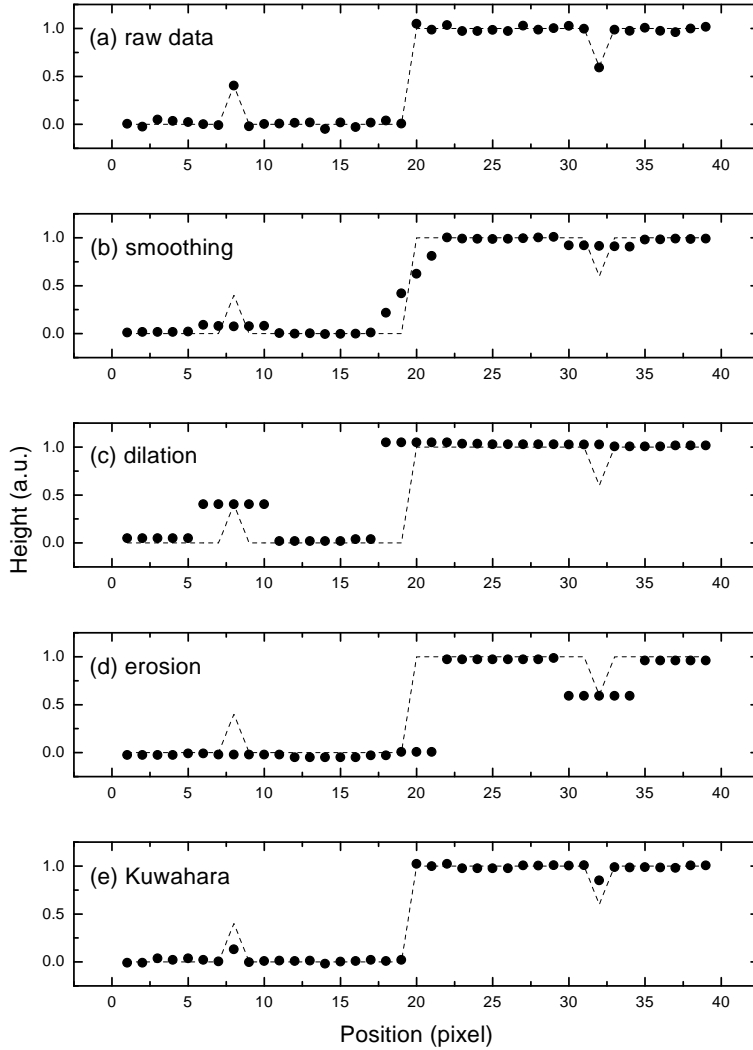 (a) raw data
1.0
0.5
0.0
0 5 10 15 20 25 30 35 40
(b) smoothing
1.0
0.5
0.0
0 5 10 15 20 25 30 35 40
(c) dilation
1.0
0.5
0.0
0 5 10 15 20 25 30 35 40
Height (a.u.)
(d) erosion
1.0
0.5
0.0
0 5 10 15 20 25 30 35 40
(e) Kuwahara
1.0
0.5
0.0
0 5 10 15 20 25 30 35 40
Position (pixel)